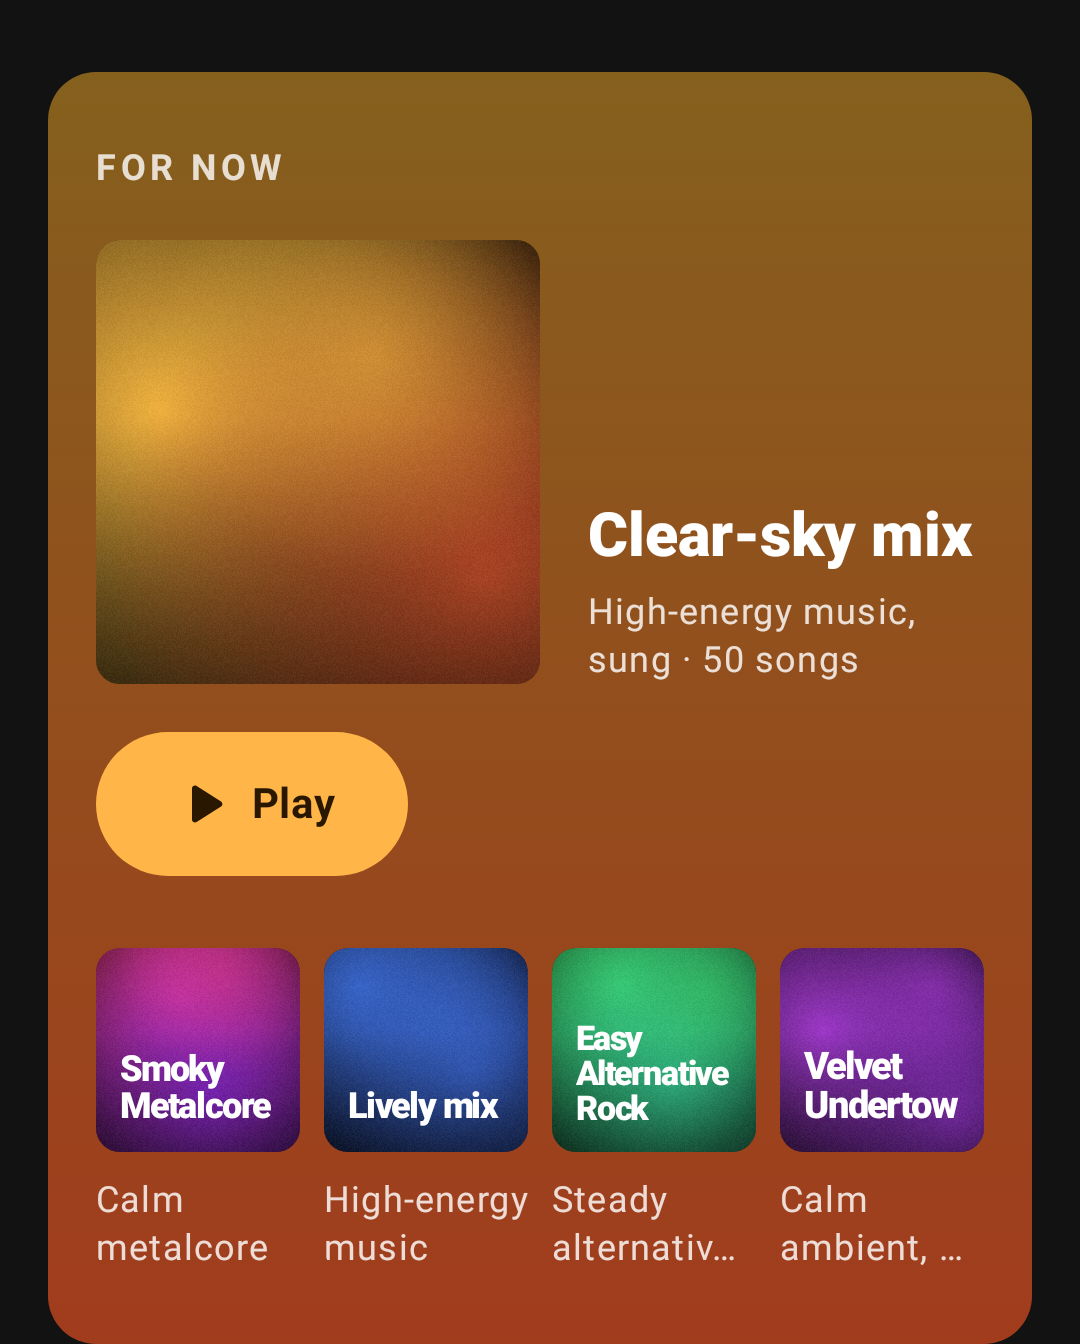 FOR NOW
Clear-sky mix
High-energy music,
sung · 50 songs
Play
Smoky
Metalcore
Lively mix
Easy
Alternative
Rock
Velvet
Undertow
Calm
metalcore
High-energy
music
Steady
alternativ...
Calm
ambient, ...